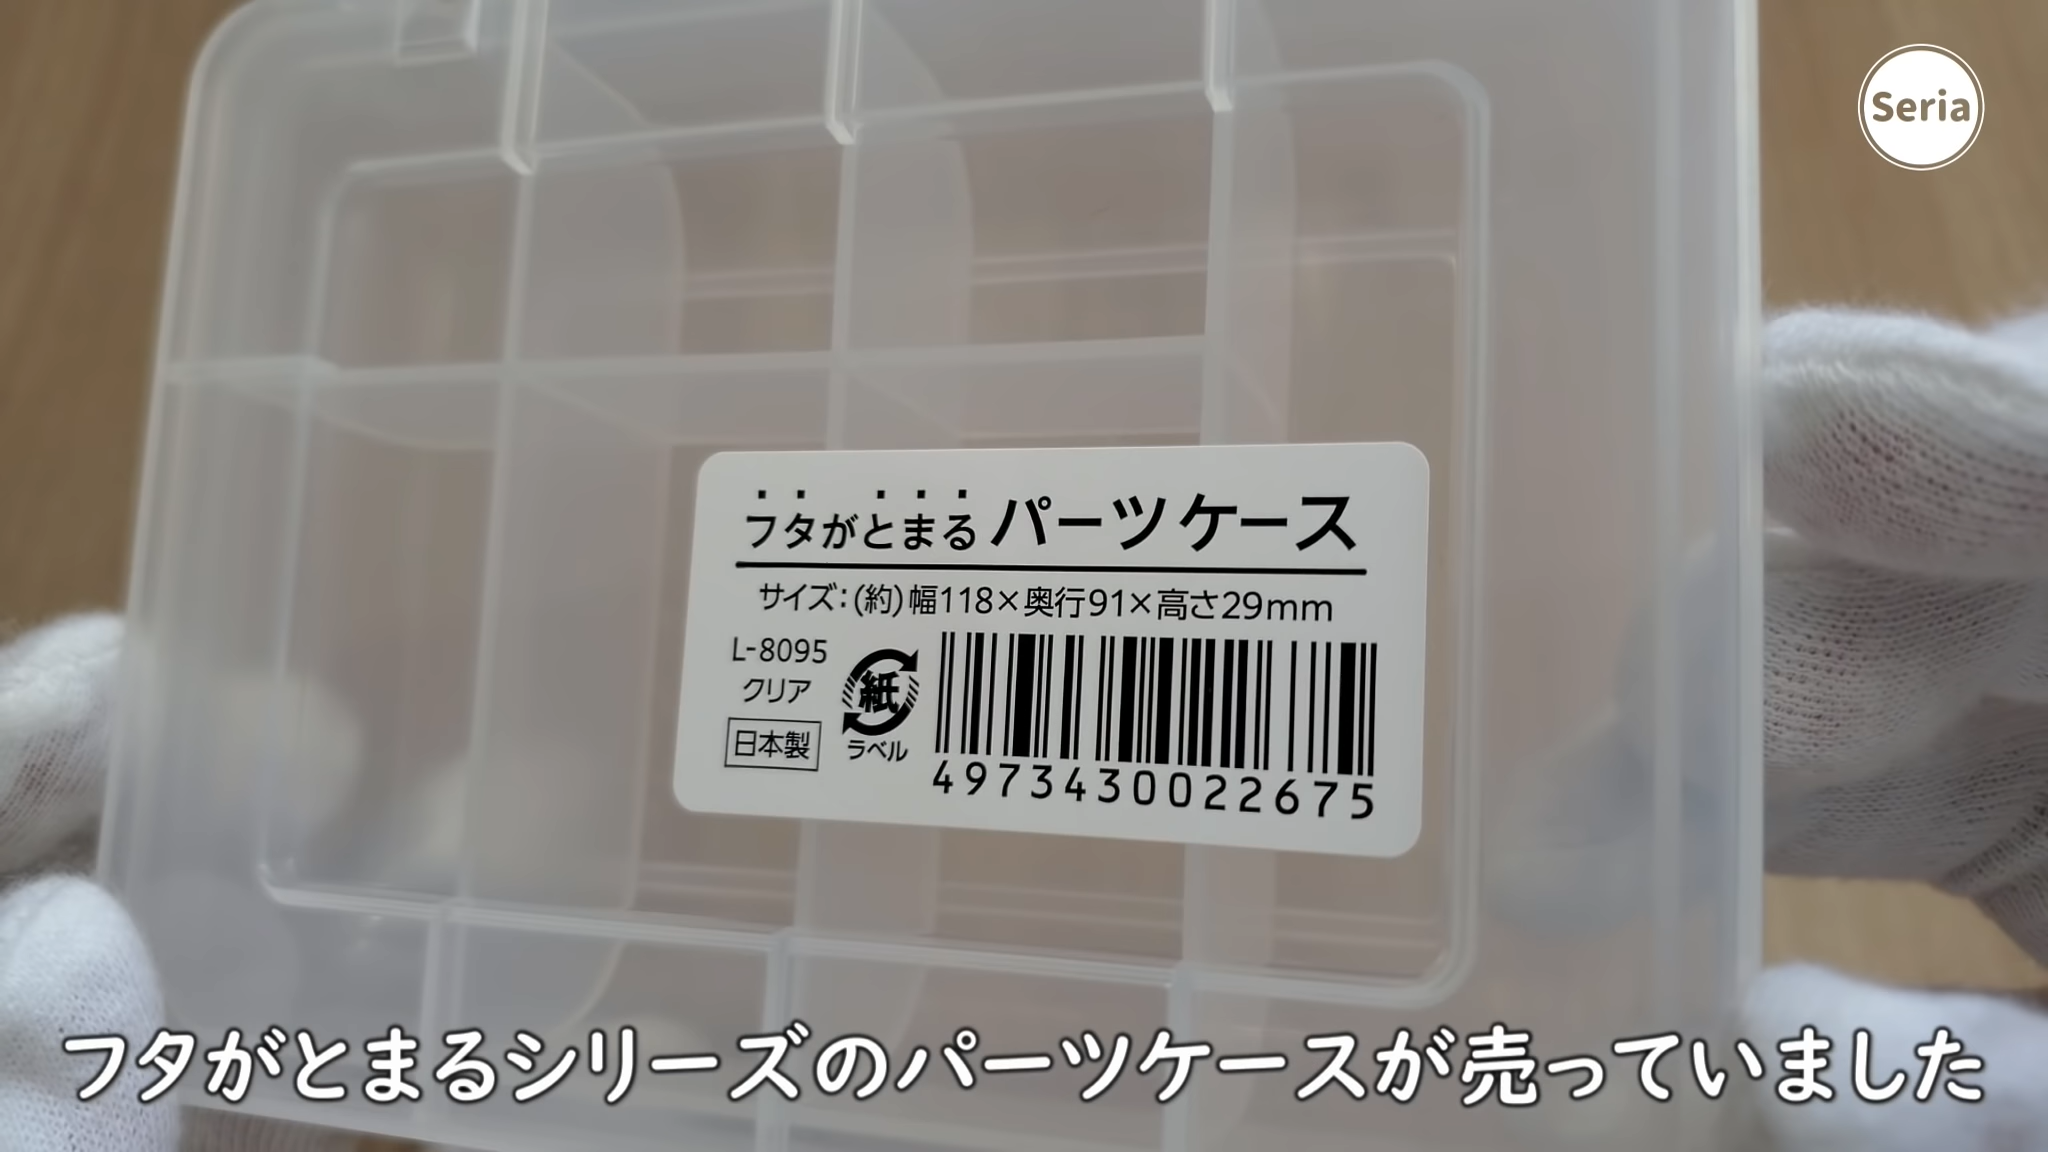 Seria
フタがとまるパーツケース
サイズ:(約)幅118×奥行91×高さ29mm
L-8095
クリア
日本製
紙
ラベル
4973430022675
フタがとまるシリーズのパーツケースが売っていました